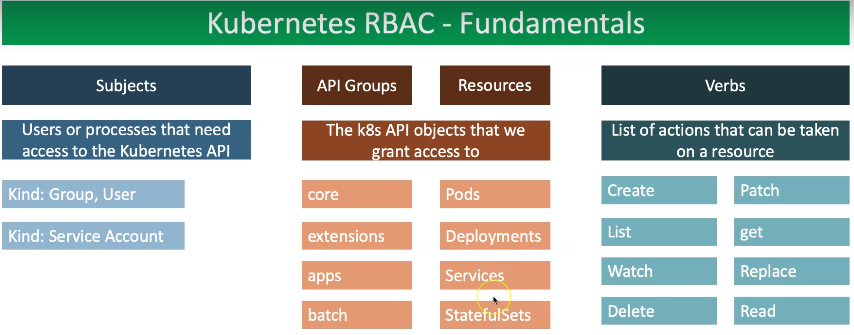 Kubernetes RBAC - Fundamentals
Subjects
API Groups
Resources
Verbs
Users or processes that need
access to the Kubernetes API
The k8s API objects that we
grant access to
List of actions that can be taken
on a resource
Kind: Group, User
Kind: Service Account
core
Pods
extensions
Deployments
apps
Services
batch
StatefulSets
Create
Patch
List
get
Watch
Replace
Delete
Read